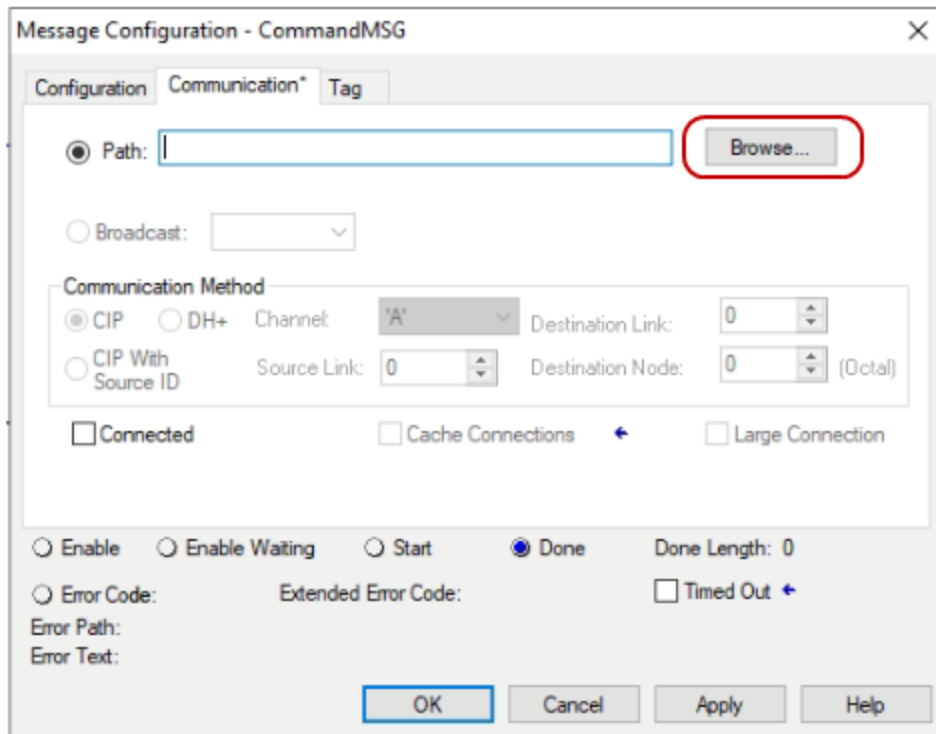 Message Configuration - CommandMSG
Configuration Communication* Tag
Path: Browse...
Broadcast:
Communication Method
CIP DH+ Channel: 'A' Destination Link: 0
CIP With Source ID Source Link: 0 Destination Node: 0 (Octal)
Connected Cache Connections Large Connection
Enable Enable Waiting Start Done Done Length: 0
Error Code: Extended Error Code: Timed Out
Error Path:
Error Text:
OK Cancel Apply Help